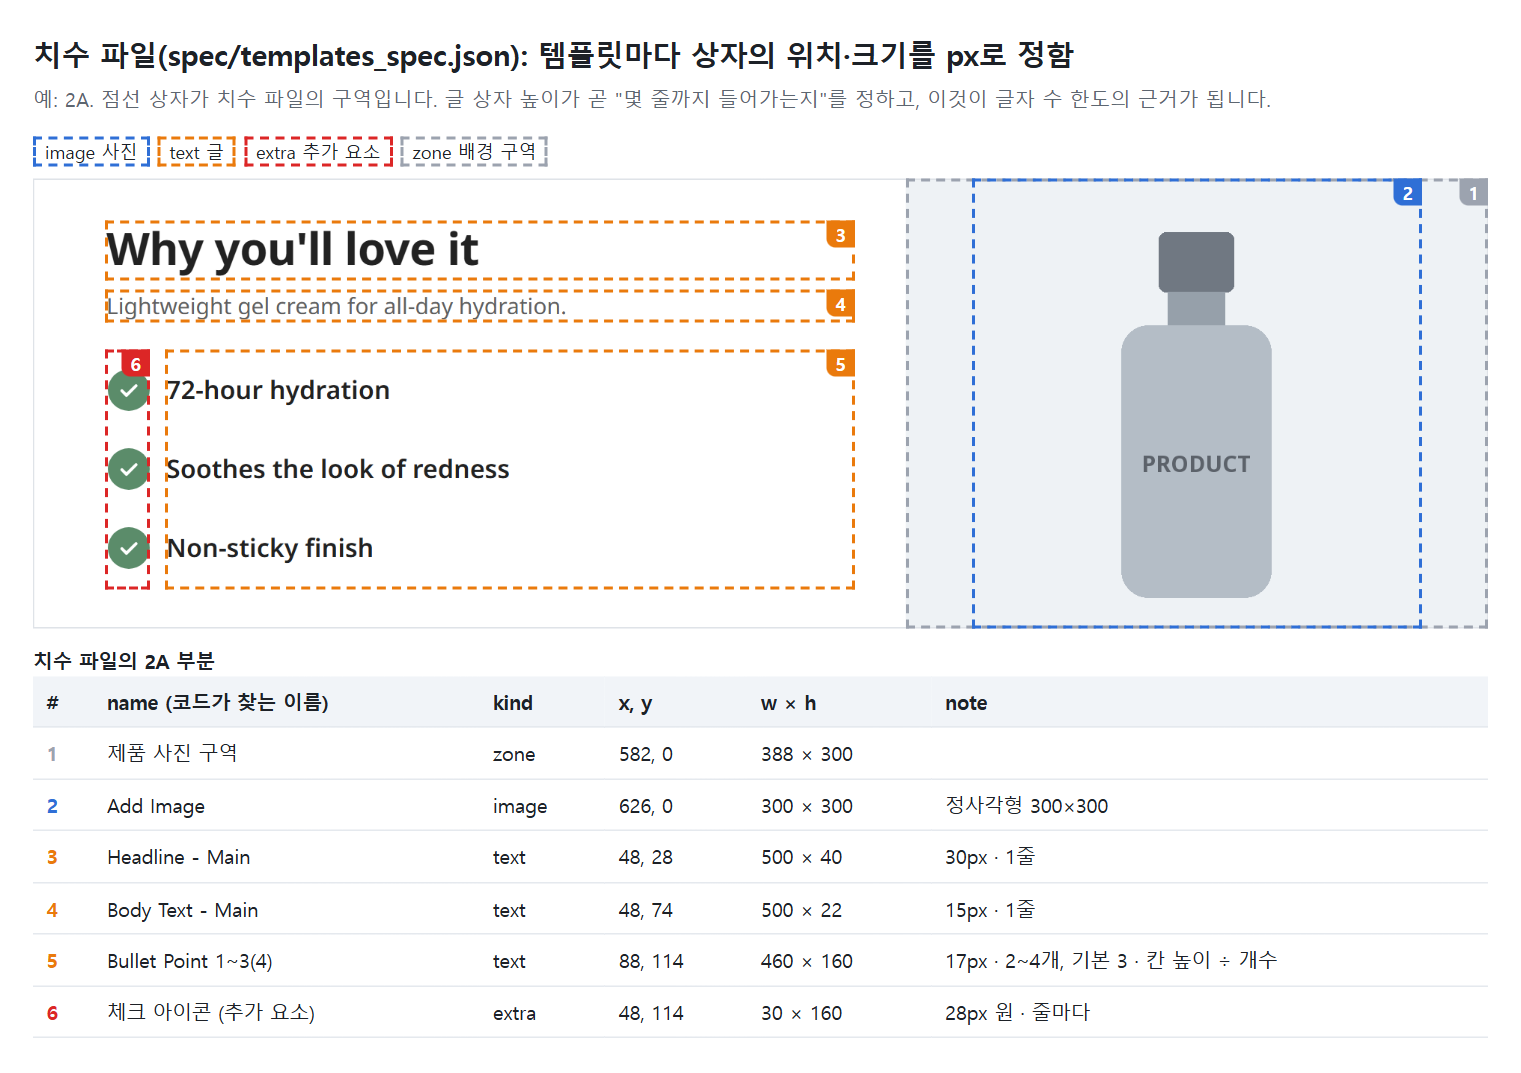 치수 파일(spec/templates_spec.json): 템플릿마다 상자의 위치·크기를 px로 정함
예: 2A. 점선 상자가 치수 파일의 구역입니다. 글 상자 높이가 곧 "몇 줄까지 들어가는지"를 정하고, 이것이 글자 수 한도의 근거가 됩니다.
image 사진 text 글 extra 추가 요소 zone 배경 구역
2 1
Why you'll love it 3
Lightweight gel cream for all-day hydration. 4
6 5
72-hour hydration
Soothes the look of redness
PRODUCT
Non-sticky finish
치수 파일의 2A 부분
# name (코드가 찾는 이름) kind x, y w × h note
1 제품 사진 구역 zone 582, 0 388 × 300
2 Add Image image 626, 0 300 × 300 정사각형 300×300
3 Headline - Main text 48, 28 500 × 40 30px · 1줄
4 Body Text - Main text 48, 74 500 × 22 15px · 1줄
5 Bullet Point 1~3(4) text 88, 114 460 × 160 17px · 2~4개, 기본 3 · 칸 높이 ÷ 개수
6 체크 아이콘 (추가 요소) extra 48, 114 30 × 160 28px 원 · 줄마다